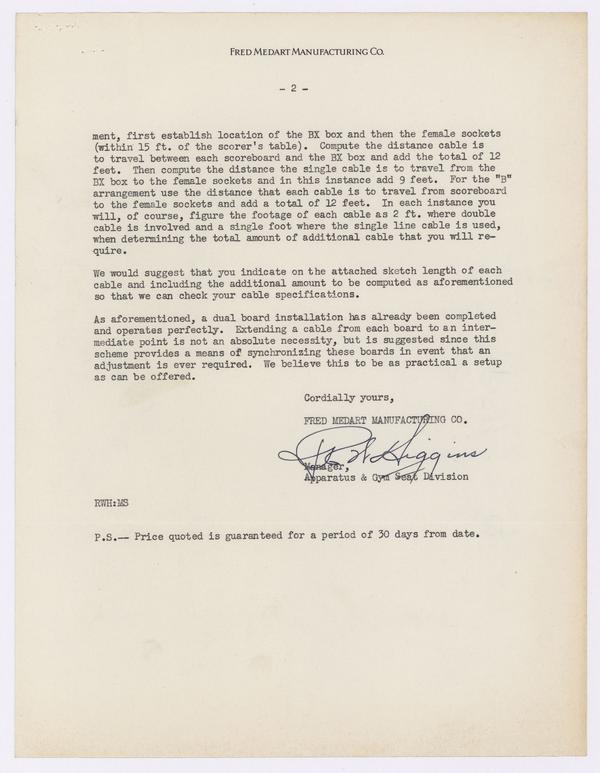 FRED MEDART MANUFACTURING CO.
- 2 -
ment, first establish location of the BX box and then the female sockets
(within 15 ft. of the scorer's table). Compute the distance cable is
to travel between each scoreboard and the BX box and add the total of 12
feet. Then compute the distance the single cable is to travel from the
BX box to the female sockets and in this instance add 9 feet. For the "B"
arrangement use the distance that each cable is to travel from scoreboard
to the female sockets and add a total of 12 feet. In each instance you
will, of course, figure the footage of each cable as 2 ft. where double
cable is involved and a single foot where the single line cable is used,
when determining the total amount of additional cable that you will re-
quire.
We would suggest that you indicate on the attached sketch length of each
cable and including the additional amount to be computed as aforementioned
so that we can check your cable specifications.
As aforementioned, a dual board installation has already been completed
and operates perfectly. Extending a cable from each board to an inter-
mediate point is not an absolute necessity, but is suggested since this
scheme provides a means of synchronizing these boards in event that an
adjustment is ever required. We believe this to be as practical a setup
as can be offered.
Cordially yours,
FRED MEDART MANUFACTURING CO.
R W Higgins
Manager,
Apparatus & Gym Seat Division
RWH:MS
P.S.-- Price quoted is guaranteed for a period of 30 days from date.